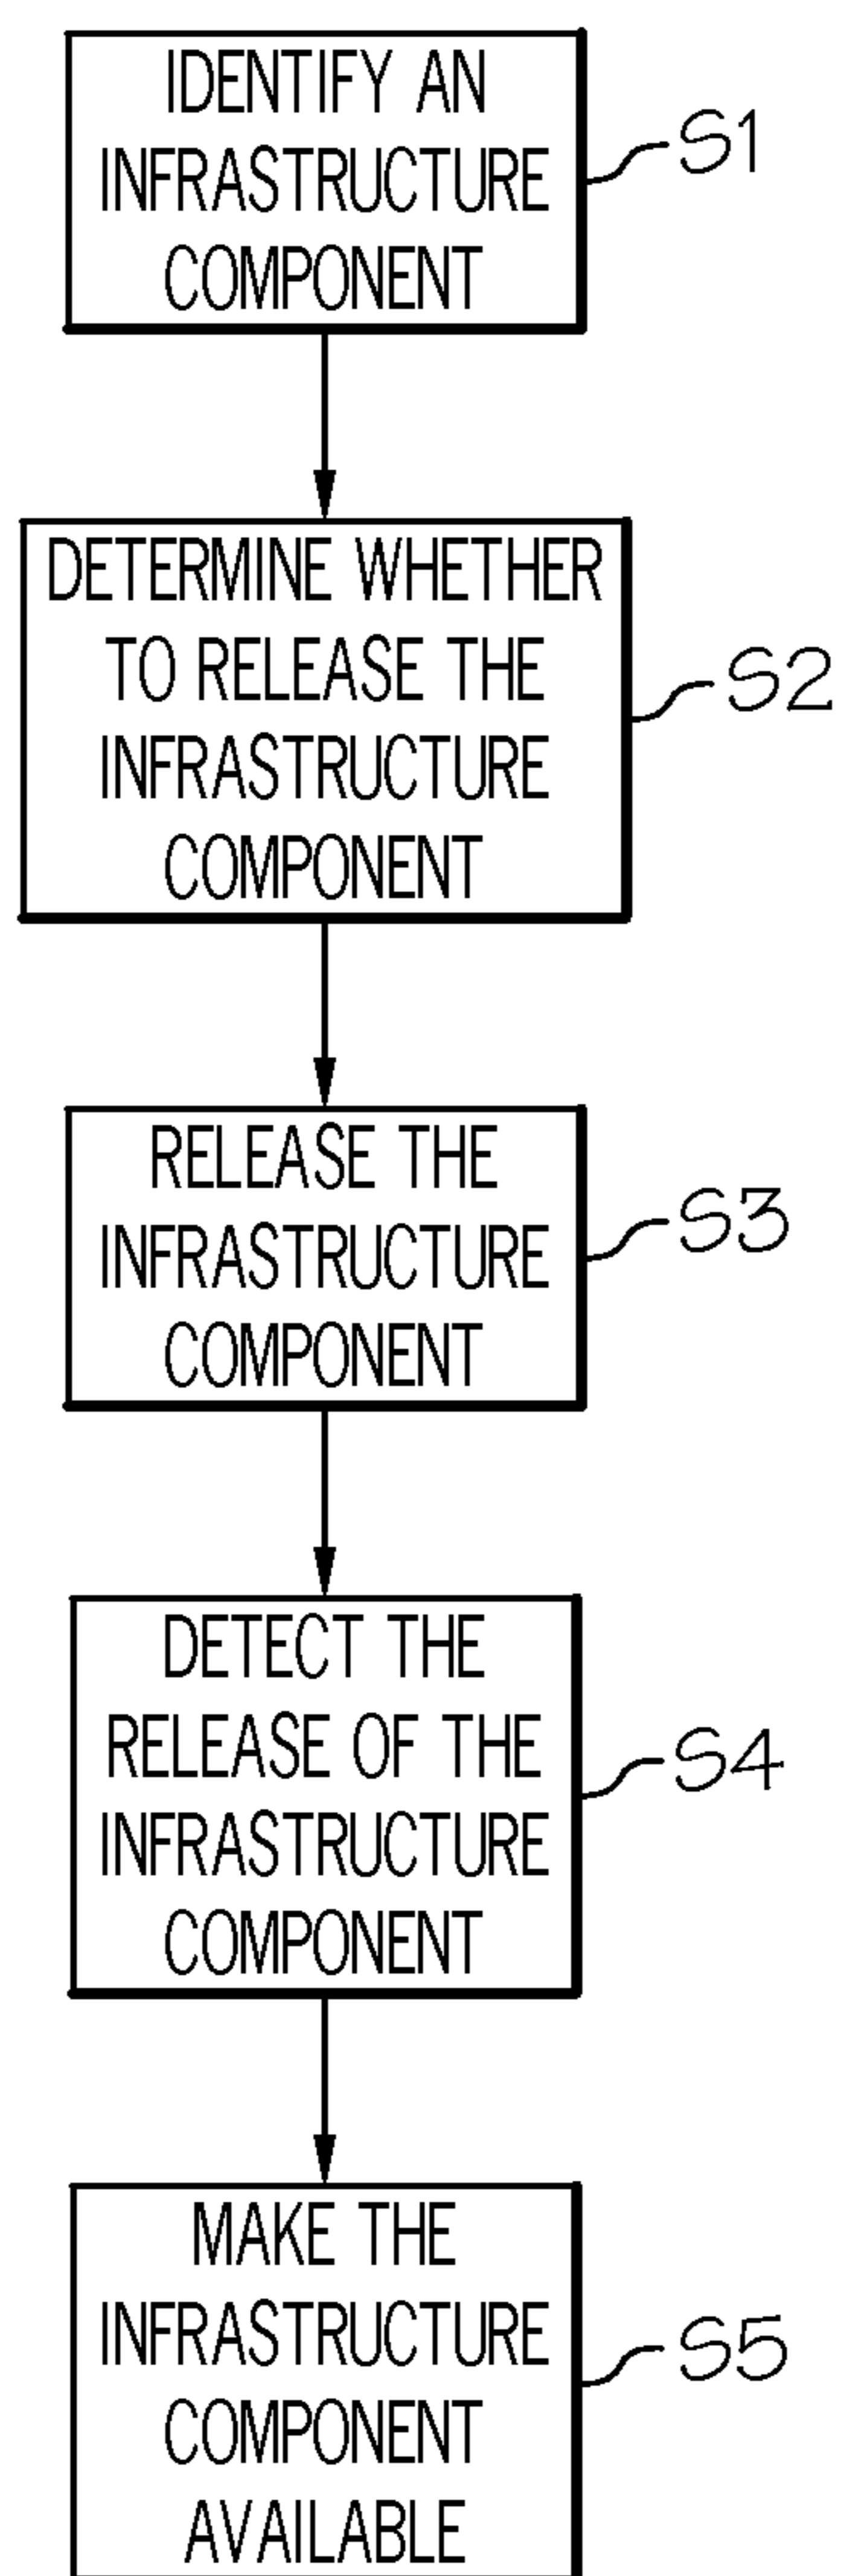 IDENTIFY AN
INFRASTRUCTURE
COMPONENT
S1
DETERMINE WHETHER
TO RELEASE THE
INFRASTRUCTURE
COMPONENT
S2
RELEASE THE
INFRASTRUCTURE
COMPONENT
S3
DETECT THE
RELEASE OF THE
INFRASTRUCTURE
COMPONENT
S4
MAKE THE
INFRASTRUCTURE
COMPONENT
AVAILABLE
S5